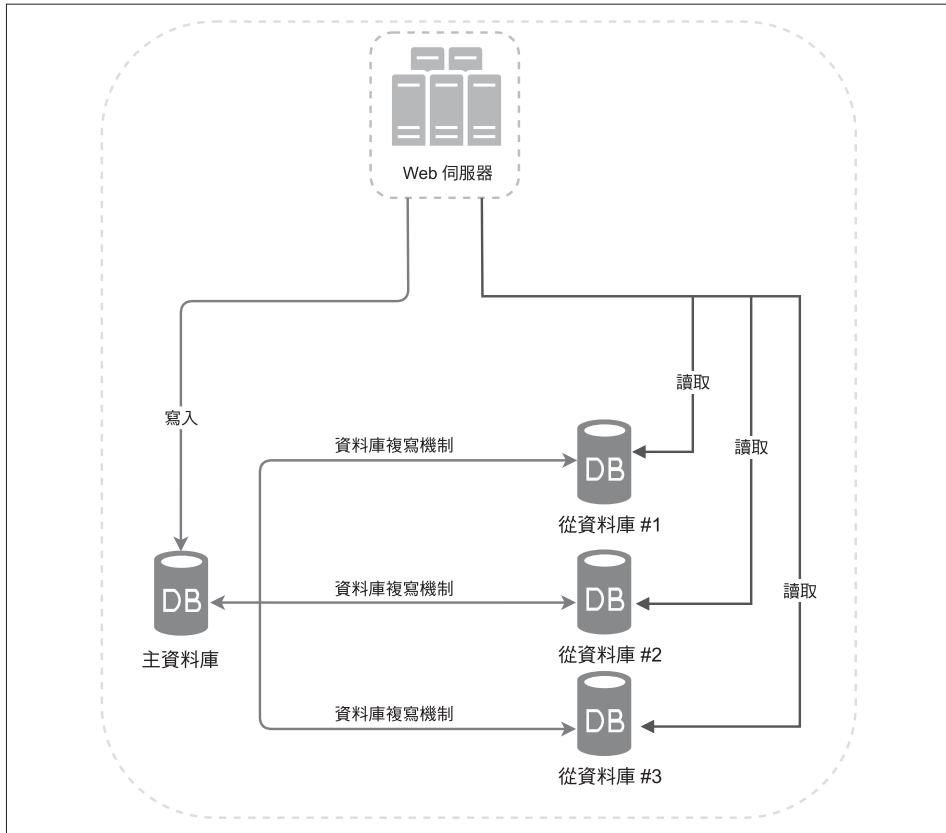 Web 伺服器
寫入
讀取
讀取
讀取
資料庫複寫機制
DB
從資料庫 #1
資料庫複寫機制
DB
DB
主資料庫
從資料庫 #2
資料庫複寫機制
DB
從資料庫 #3